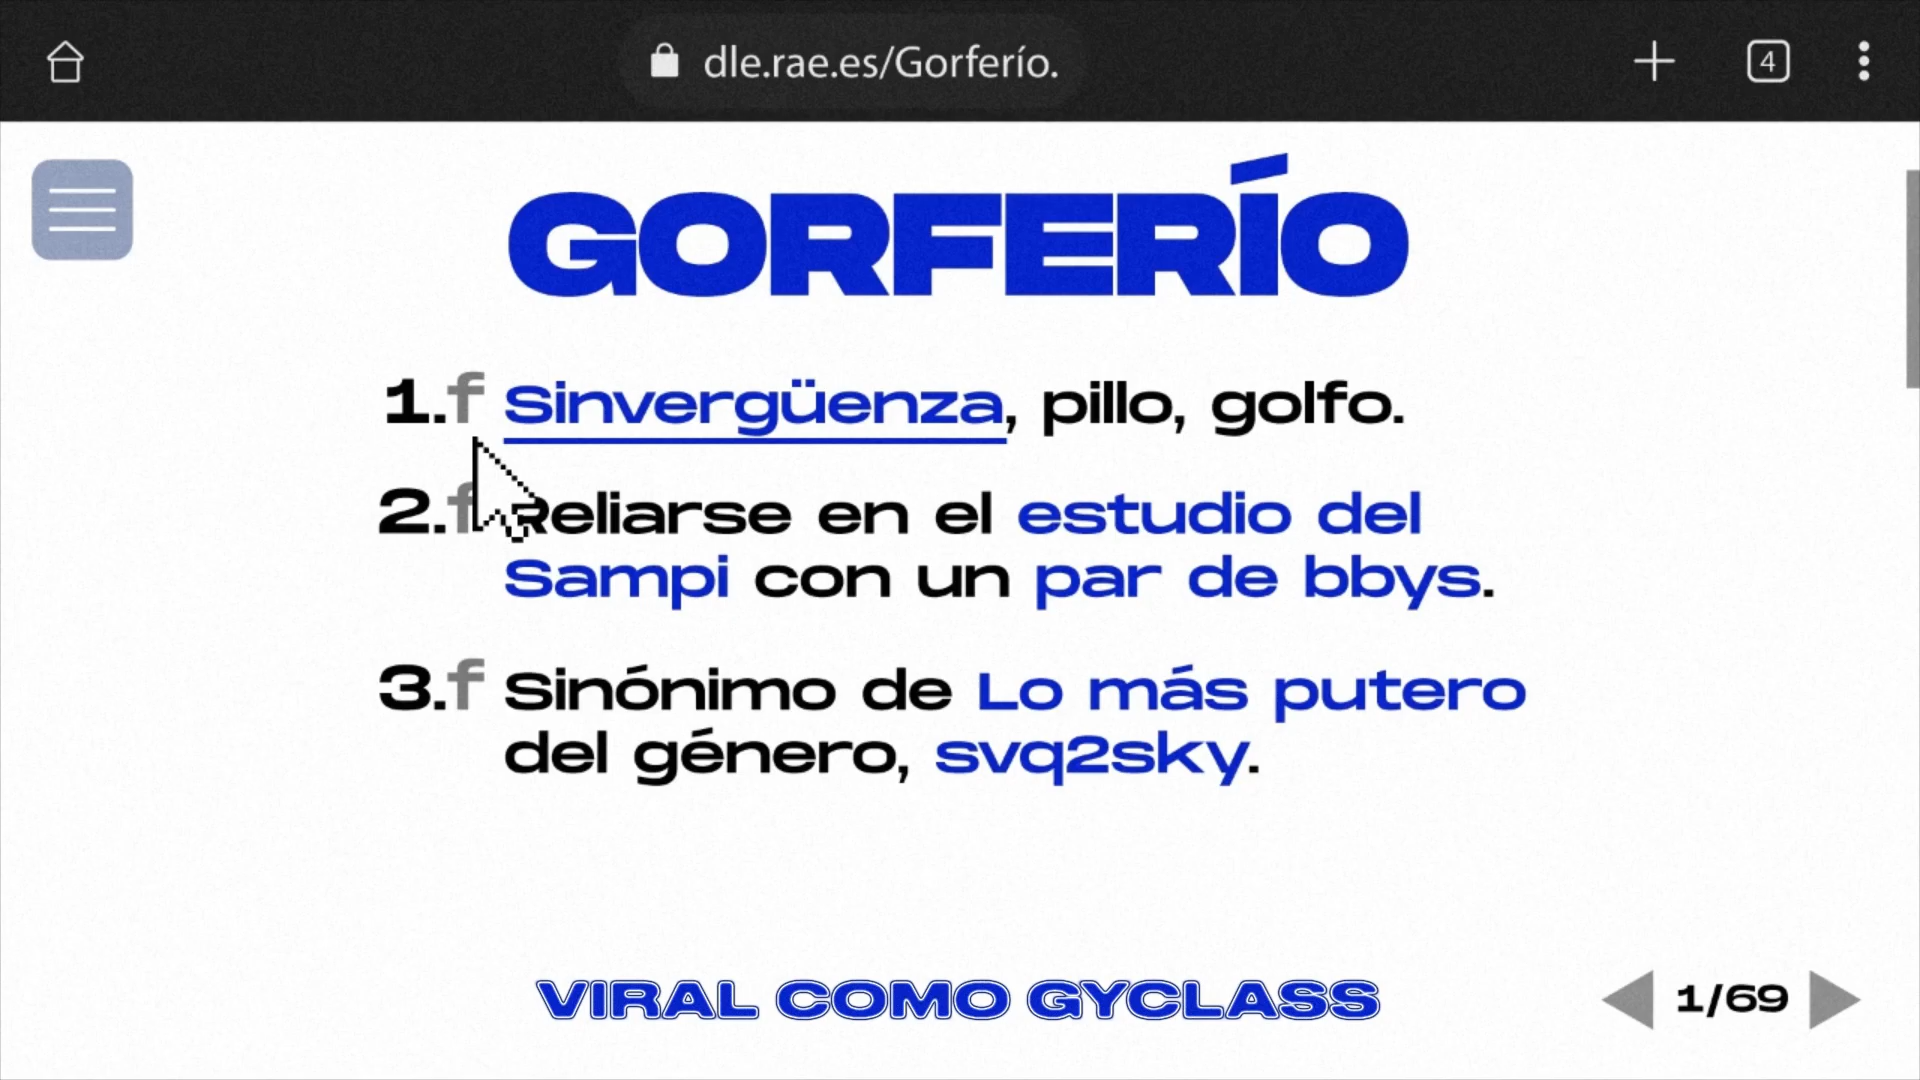 dle.rae.es/Gorferío.
4
GORFERÍO
1.f Sinvergüenza, pillo, golfo.
2.f Reliarse en el estudio del
Sampi con un par de bbys.
3.f Sinónimo de Lo más putero
del género, svq2sky.
VIRAL COMO GYCLASS
1/69